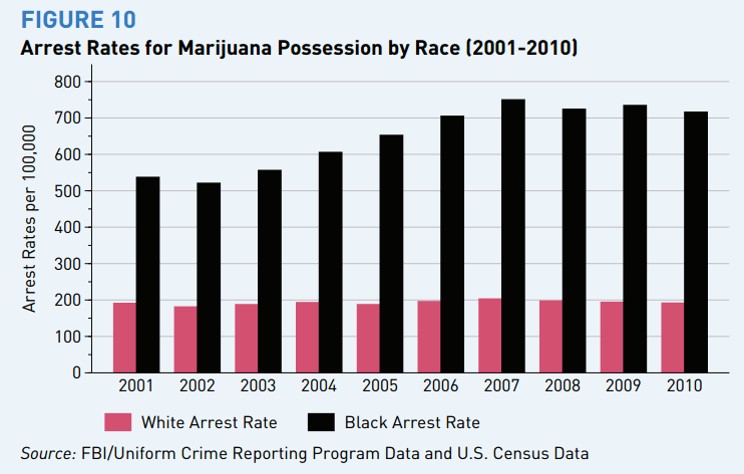 FIGURE 10
Arrest Rates for Marijuana Possession by Race (2001-2010)
Arrest Rates per 100,000
800
700
600
500
400
300
200
100
0
2001 2002 2003 2004 2005 2006 2007 2008 2009 2010
White Arrest Rate Black Arrest Rate
Source: FBI/Uniform Crime Reporting Program Data and U.S. Census Data